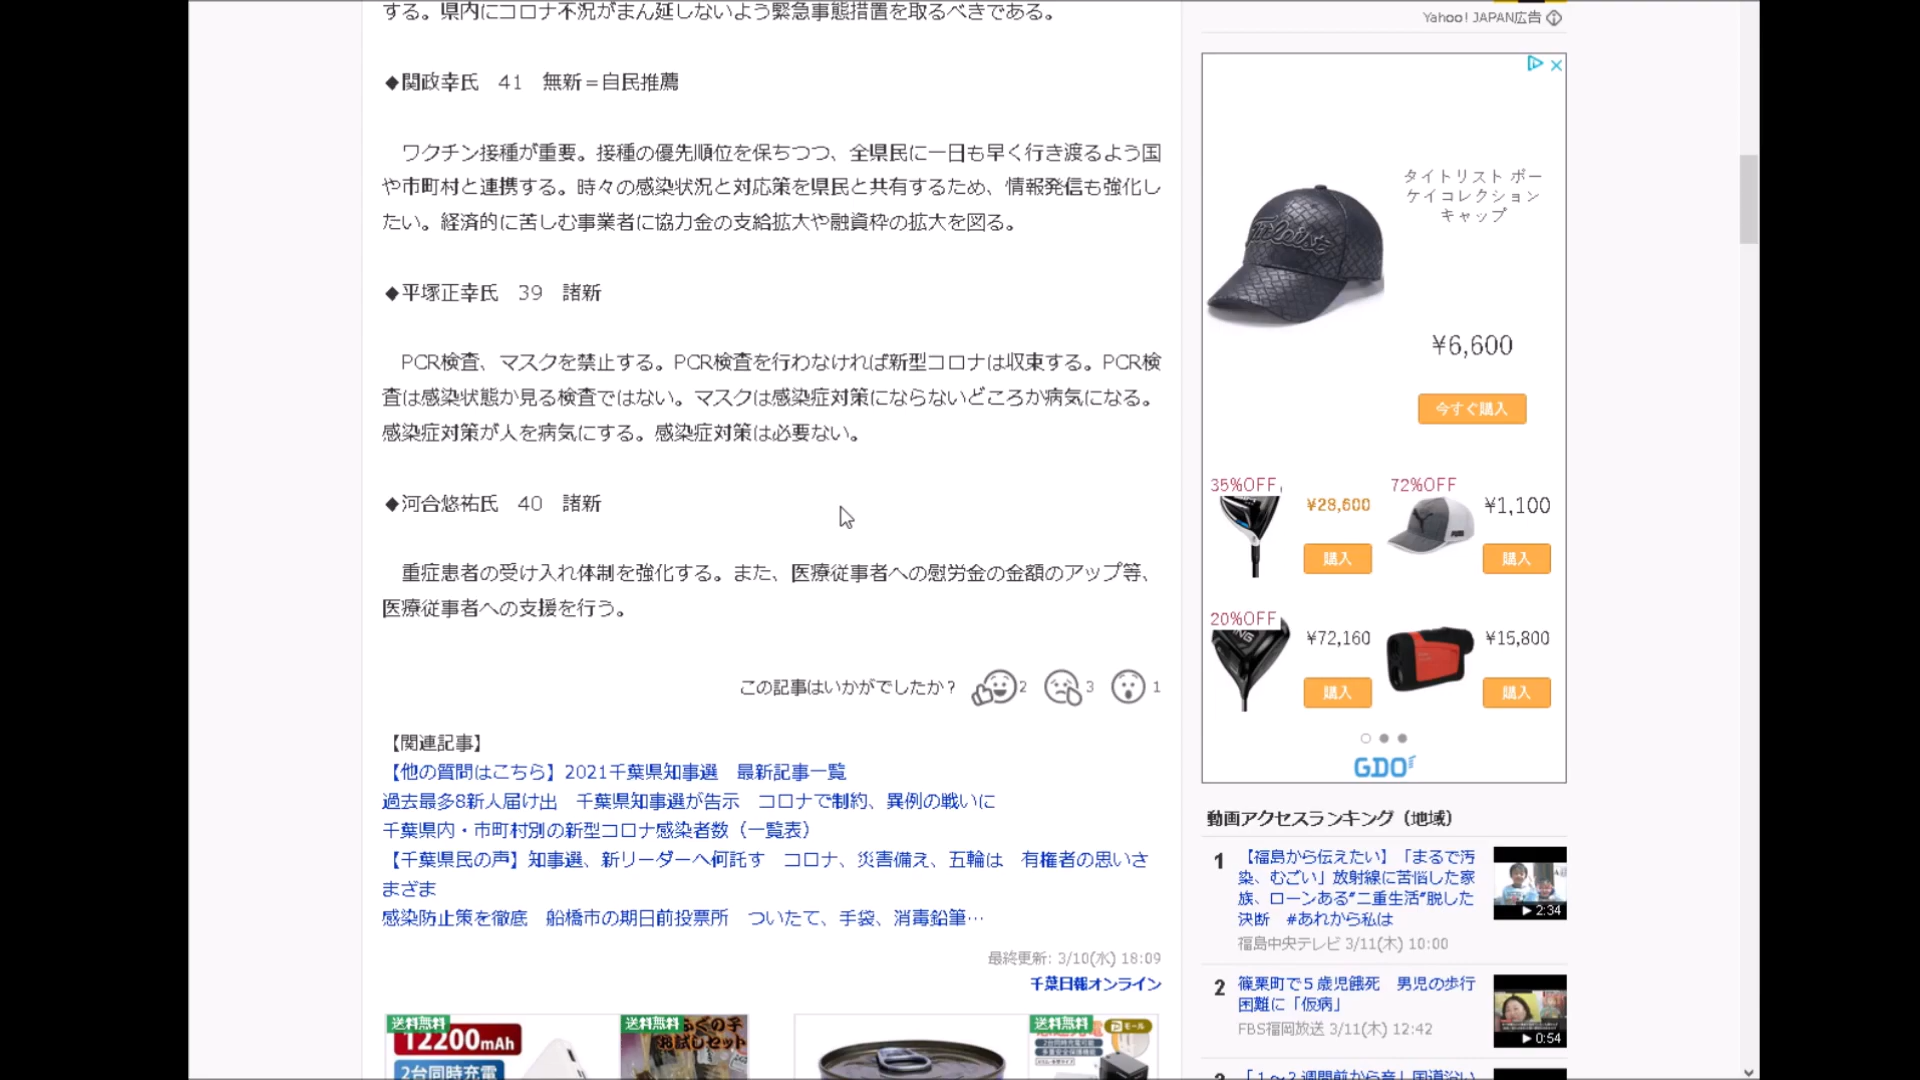 する。県内にコロナ不況がまん延しないよう緊急事態措置を取るべきである。
◆関政幸氏　41　無新＝自民推薦
ワクチン接種が重要。接種の優先順位を保ちつつ、全県民に一日も早く行き渡るよう国
や市町村と連携する。時々の感染状況と対応策を県民と共有するため、情報発信も強化し
たい。経済的に苦しむ事業者に協力金の支給拡大や融資枠の拡大を図る。
◆平塚正幸氏　39　諸新
PCR検査、マスクを禁止する。PCR検査を行わなければ新型コロナは収束する。PCR検
査は感染状態か見る検査ではない。マスクは感染症対策にならないどころか病気になる。
感染症対策が人を病気にする。感染症対策は必要ない。
◆河合悠祐氏　40　諸新
重症患者の受け入れ体制を強化する。また、医療従事者への慰労金の金額のアップ等、
医療従事者への支援を行う。
この記事はいかがでしたか？ 2 3 1
【関連記事】
【他の質問はこちら】2021千葉県知事選　最新記事一覧
過去最多8新人届け出　千葉県知事選が告示　コロナで制約、異例の戦いに
千葉県内・市町村別の新型コロナ感染者数（一覧表）
【千葉県民の声】知事選、新リーダーへ何託す　コロナ、災害備え、五輪は　有権者の思いさ
まざま
感染防止策を徹底　船橋市の期日前投票所　ついたて、手袋、消毒鉛筆…
最終更新: 3/10(水) 18:09
千葉日報オンライン
送料無料
12200mAh
2台同時充電
送料無料
ふぐの子
お試しセット
送料無料
モール
2台同時充電可能
Yahoo! JAPAN広告
タイトリスト ボー
ケイコレクション
キャップ
Titleist
¥6,600
今すぐ購入
35%OFF
¥28,600
購入
72%OFF
¥1,100
購入
20%OFF
PING
¥72,160
購入
¥15,800
購入
GDO
動画アクセスランキング（地域）
1
【福島から伝えたい】「まるで汚
染、むごい」放射線に苦悩した家
族、ローンある“二重生活”脱した
決断　#あれから私は
福島中央テレビ 3/11(木) 10:00
2:34
2
篠栗町で５歳児餓死　男児の歩行
困難に「仮病」
FBS福岡放送 3/11(木) 12:42
0:54
「１～２週間前から音」国道沿い